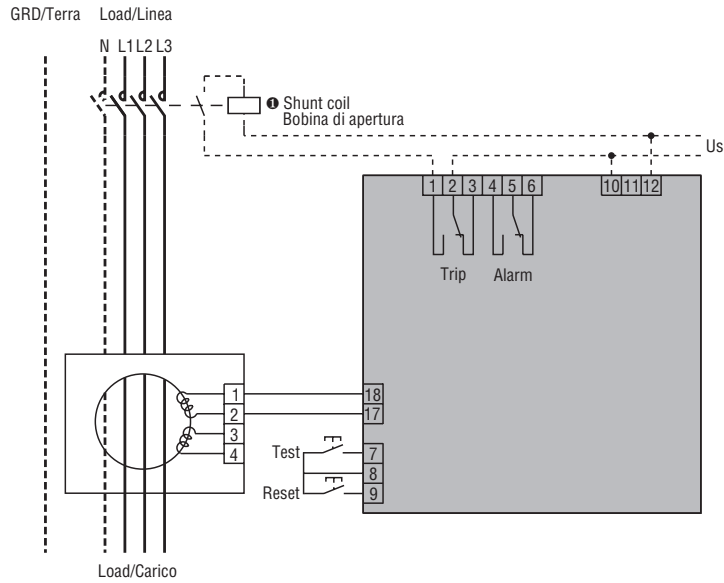 GRD/Terra Load/Linea
N L1 L2 L3
❶ Shunt coil
Bobina di apertura
Us
1 2 3 4 5 6 10 11 12
Trip Alarm
1 18
2 17
3
4
Test 7
8
Reset 9
Load/Carico